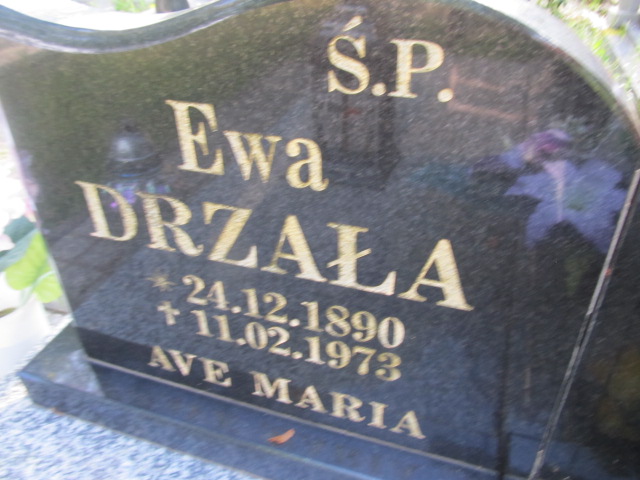 Ś.P.
Ewa
DRZAŁA
* 24.12.1890
✝ 11.02.1973
AVE MARIA